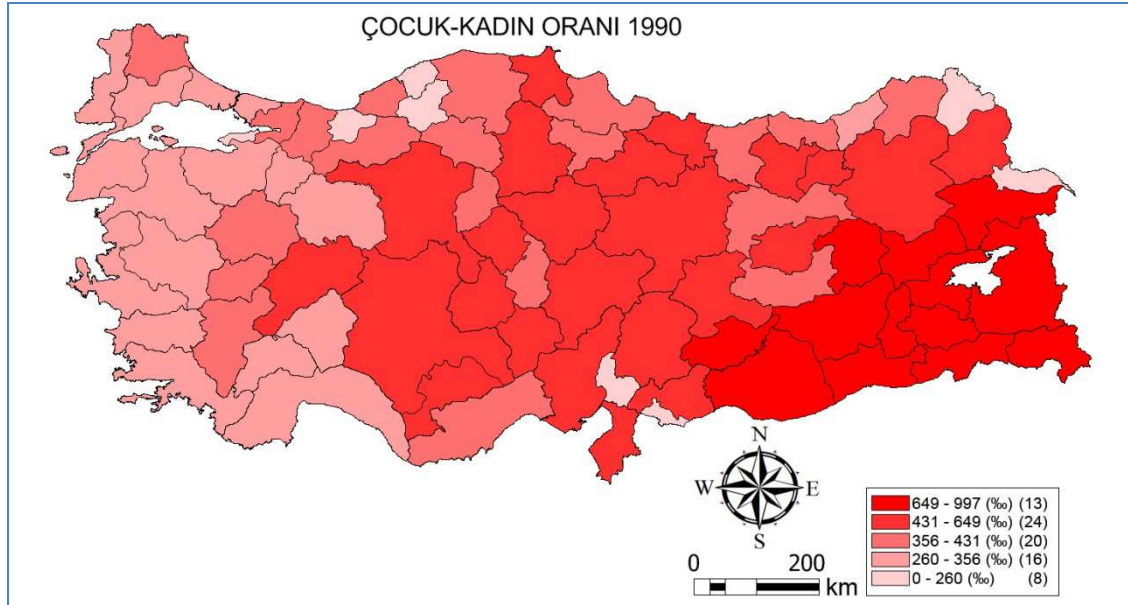 ÇOCUK-KADIN ORANI 1990
N
W E
S
649 - 997 (‰) (13)
431 - 649 (‰) (24)
356 - 431 (‰) (20)
260 - 356 (‰) (16)
0 - 260 (‰) (8)
0 200
km